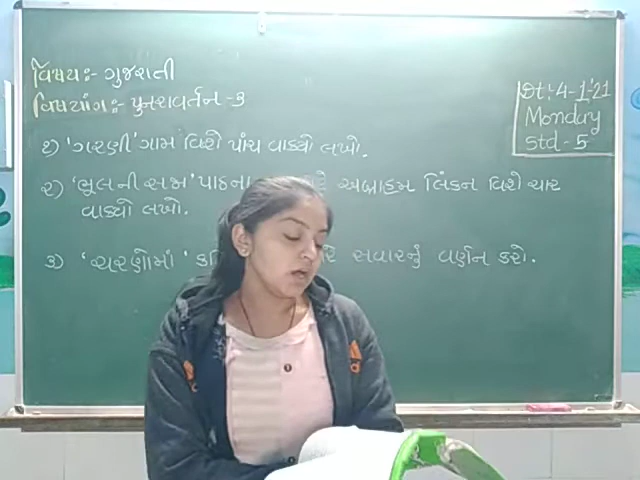 વિષય:- ગુજરાતી
વિષયાંગ:- પુનરાવર્તન -૩
Dt: 4-1-'21
Monday
Std - 5
૧) 'ગરણી' ગામ વિશે પાંચ વાક્યો લખો.
૨) 'ભૂલની સજા' પાઠના અબ્રાહમ લિંકન વિશે ચાર
વાક્યો લખો.
૩) 'ચરણોમાં' સવારનું વર્ણન કરો.